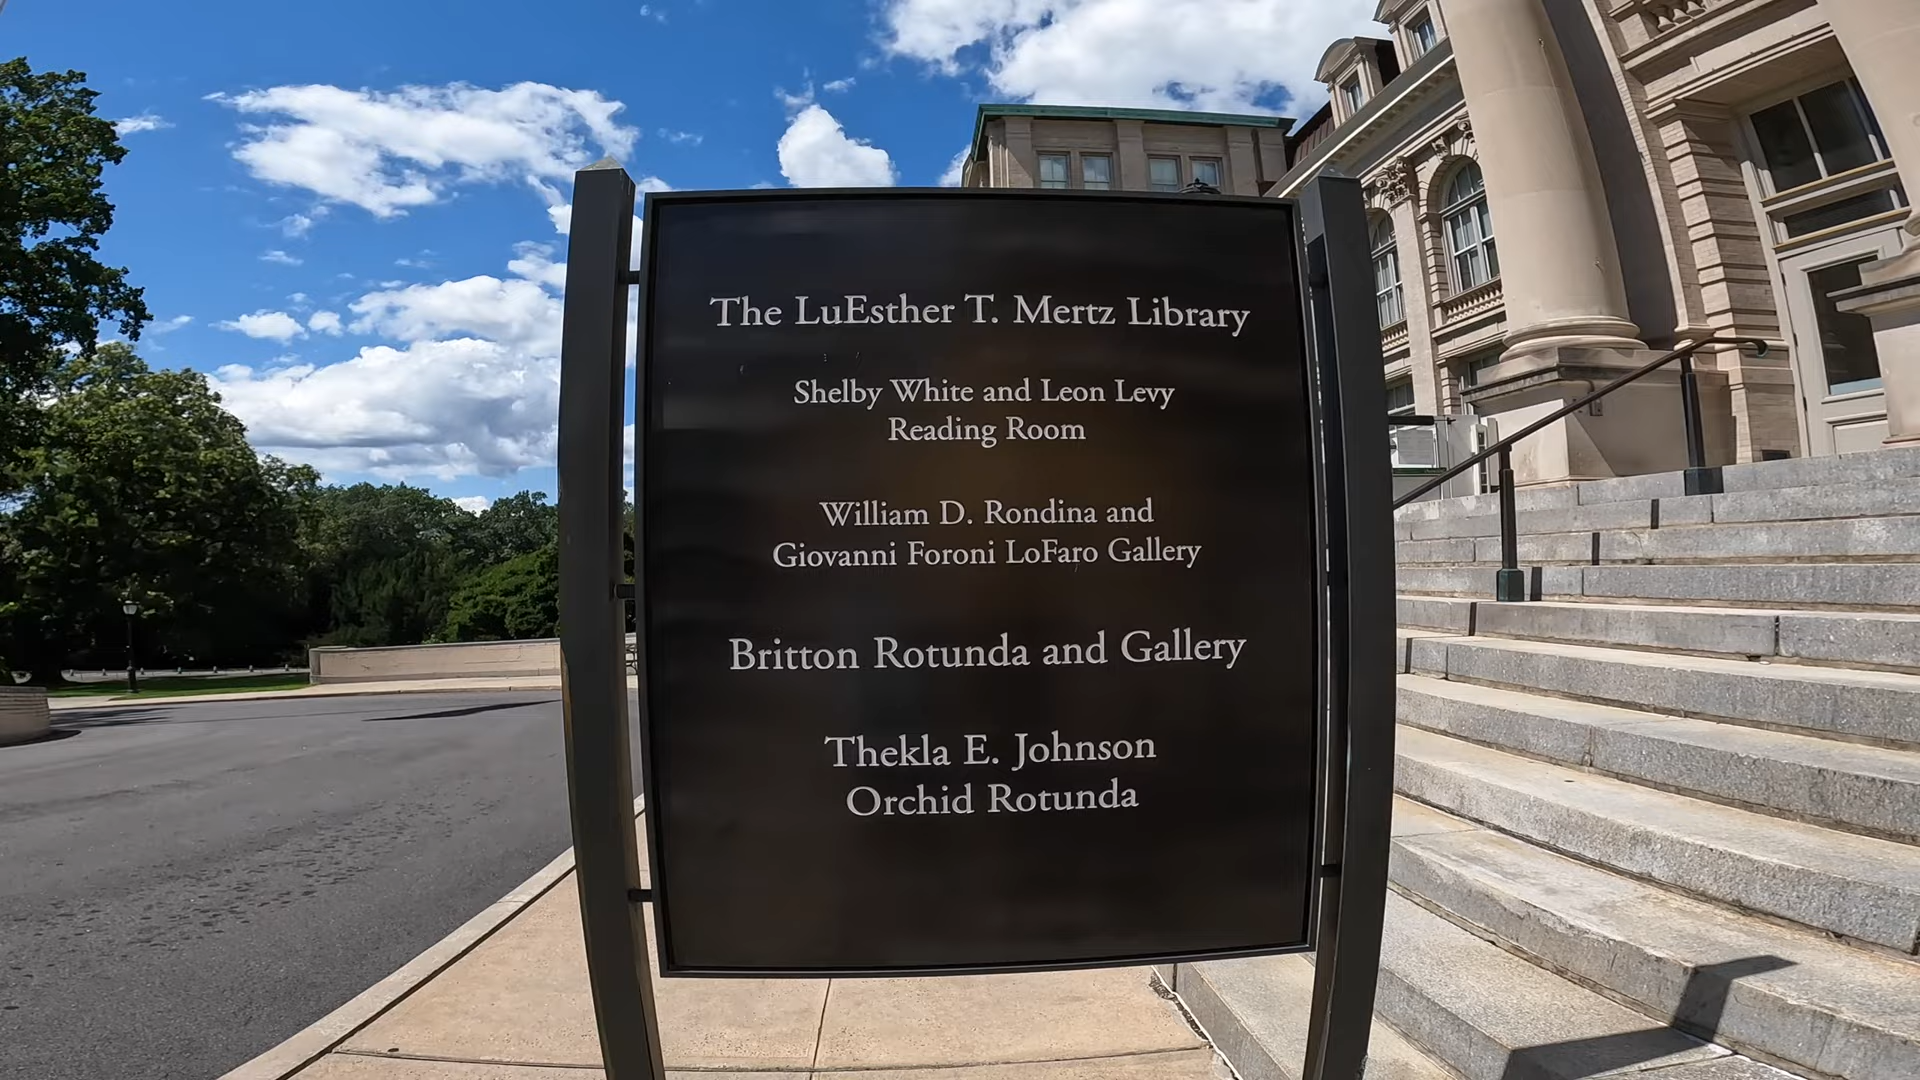 The LuEsther T. Mertz Library
Shelby White and Leon Levy
Reading Room
William D. Rondina and
Giovanni Foroni LoFaro Gallery
Britton Rotunda and Gallery
Thekla E. Johnson
Orchid Rotunda